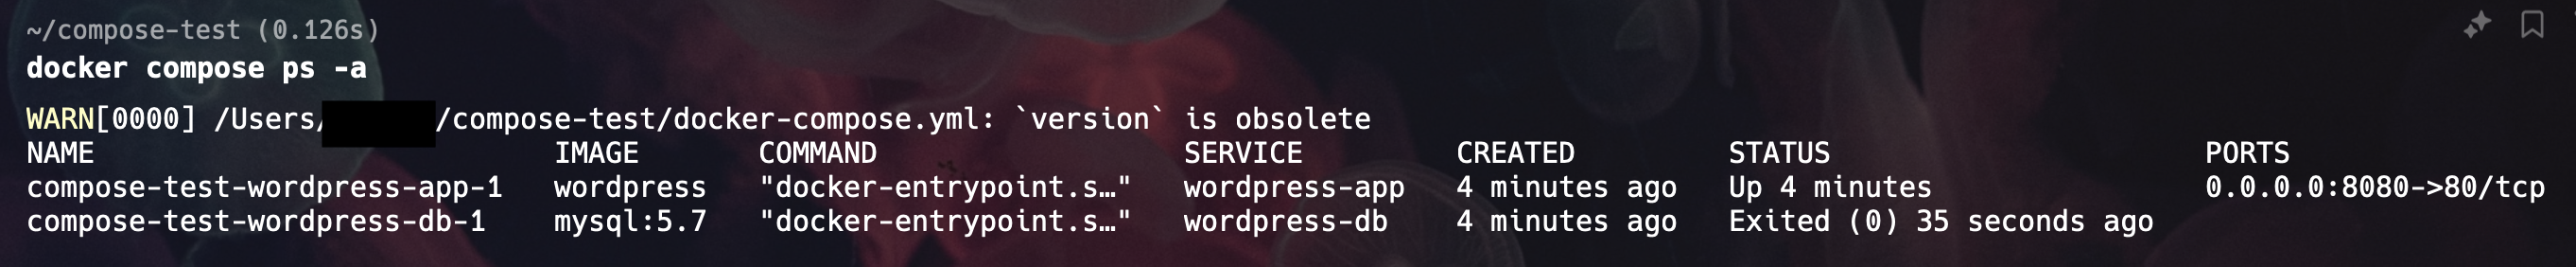 ~/compose-test (0.126s)
docker compose ps -a
WARN[0000] /Users/ /compose-test/docker-compose.yml: `version` is obsolete
NAME IMAGE COMMAND SERVICE CREATED STATUS PORTS
compose-test-wordpress-app-1 wordpress "docker-entrypoint.s…" wordpress-app 4 minutes ago Up 4 minutes 0.0.0.0:8080->80/tcp
compose-test-wordpress-db-1 mysql:5.7 "docker-entrypoint.s…" wordpress-db 4 minutes ago Exited (0) 35 seconds ago